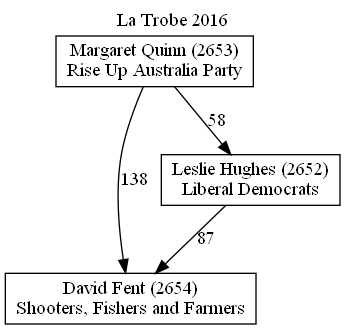 La Trobe 2016
Margaret Quinn (2653)
Rise Up Australia Party
58
Leslie Hughes (2652)
Liberal Democrats
138
87
David Fent (2654)
Shooters, Fishers and Farmers